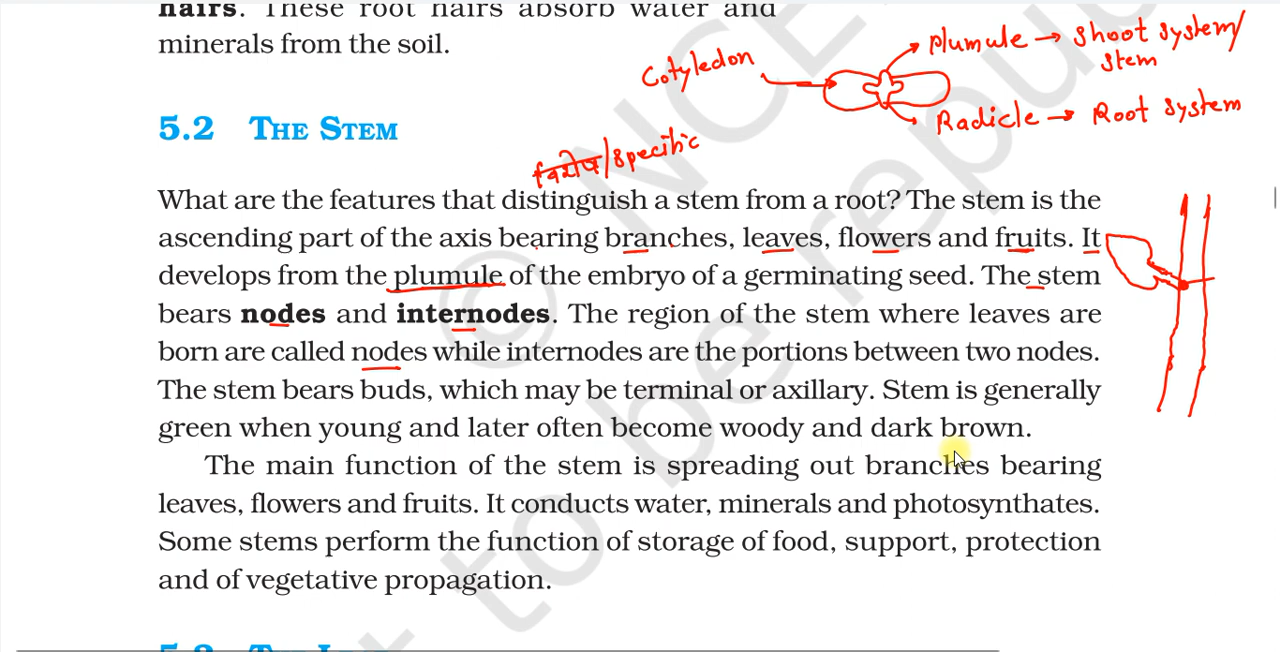 hairs. These root hairs absorb water and
minerals from the soil.
Cotyledon
Plumule → Shoot System/
Stem
Radicle → Root System
5.2 THE STEM
विशेष/specific
What are the features that distinguish a stem from a root? The stem is the
ascending part of the axis bearing branches, leaves, flowers and fruits. It
develops from the plumule of the embryo of a germinating seed. The stem
bears nodes and internodes. The region of the stem where leaves are
born are called nodes while internodes are the portions between two nodes.
The stem bears buds, which may be terminal or axillary. Stem is generally
green when young and later often become woody and dark brown.
The main function of the stem is spreading out branches bearing
leaves, flowers and fruits. It conducts water, minerals and photosynthates.
Some stems perform the function of storage of food, support, protection
and of vegetative propagation.